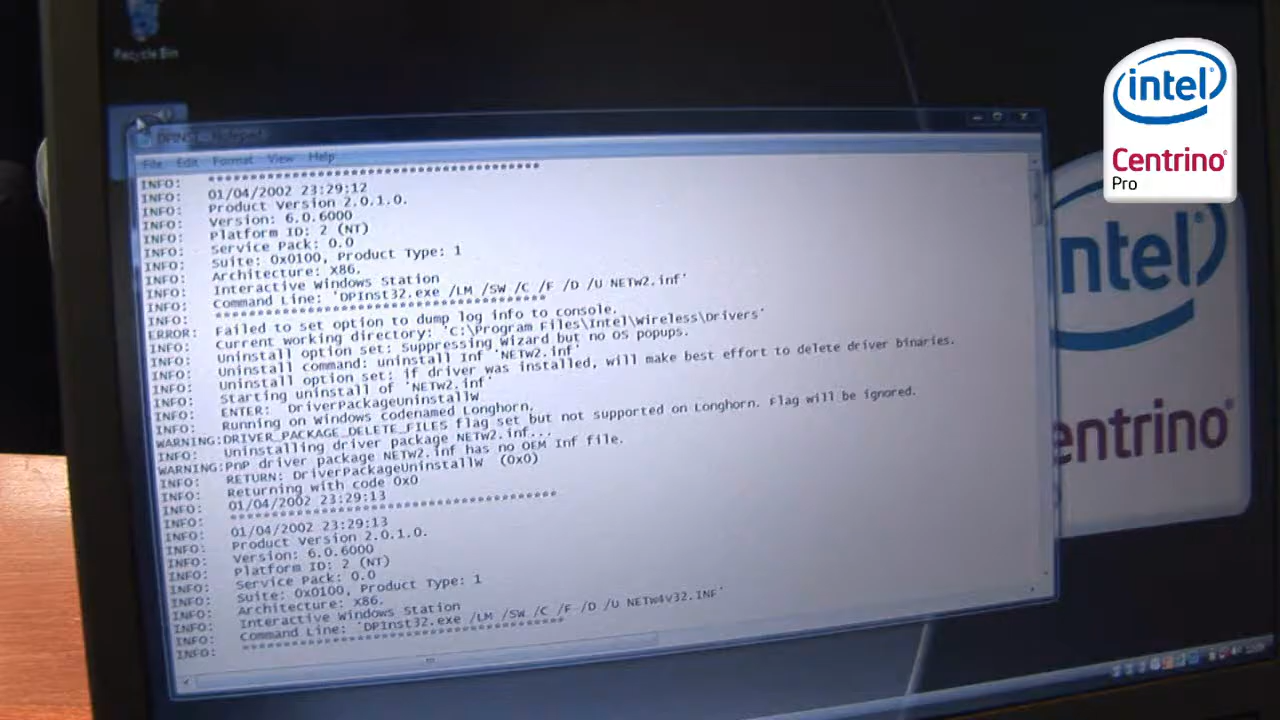 Recycle Bin
intel
Centrino
Pro
DPINST - Notepad
File Edit Format View Help
INFO: ****************************************
INFO: 01/04/2002 23:29:12
INFO: Product Version 2.0.1.0.
INFO: Version: 6.0.6000
INFO: Platform ID: 2 (NT)
INFO: Service Pack: 0.0
INFO: Suite: 0x0100, Product Type: 1
INFO: Architecture: X86.
INFO: Interactive Windows Station
INFO: Command Line: 'DPInst32.exe /LM /SW /C /F /D /U NETw2.inf'
INFO: ****************************************
ERROR: Failed to set option to dump log info to console.
INFO: Current working directory: 'C:\Program Files\Intel\Wireless\Drivers'
INFO: Uninstall option set: Suppressing Wizard but no OS popups.
INFO: Uninstall command: uninstall Inf 'NETw2.inf'
INFO: Uninstall option set: if driver was installed, will make best effort to delete driver binaries.
INFO: Starting uninstall of 'NETw2.inf'
INFO: ENTER: DriverPackageUninstallW
INFO: Running on Windows codenamed Longhorn.
WARNING:DRIVER_PACKAGE_DELETE_FILES flag set but not supported on Longhorn. Flag will be ignored.
INFO: Uninstalling driver package NETw2.inf...
WARNING:PnP driver package NETw2.inf has no OEM Inf file.
INFO: RETURN: DriverPackageUninstallW (0x0)
INFO: Returning with code 0x0
INFO: 01/04/2002 23:29:13
INFO: ****************************************
INFO: 01/04/2002 23:29:13
INFO: Product Version 2.0.1.0.
INFO: Version: 6.0.6000
INFO: Platform ID: 2 (NT)
INFO: Service Pack: 0.0
INFO: Suite: 0x0100, Product Type: 1
INFO: Architecture: X86.
INFO: Interactive Windows Station
INFO: Command Line: 'DPInst32.exe /LM /SW /C /F /D /U NETw4v32.INF'
INFO: ****************************************
ntel
entrino